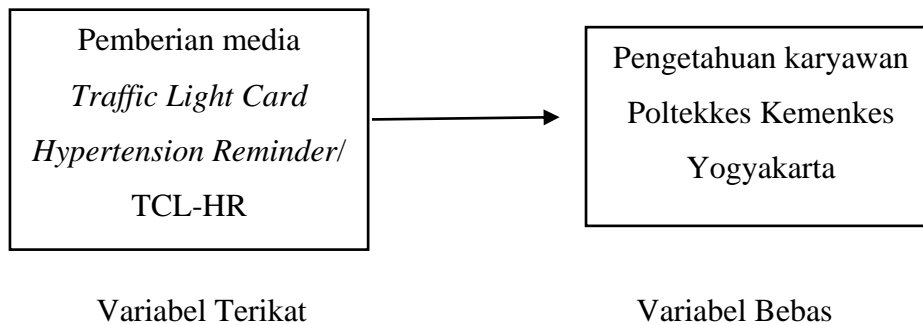 Pemberian media
Traffic Light Card
Hypertension Reminder/
TCL-HR
Pengetahuan karyawan
Poltekkes Kemenkes
Yogyakarta
Variabel Terikat
Variabel Bebas